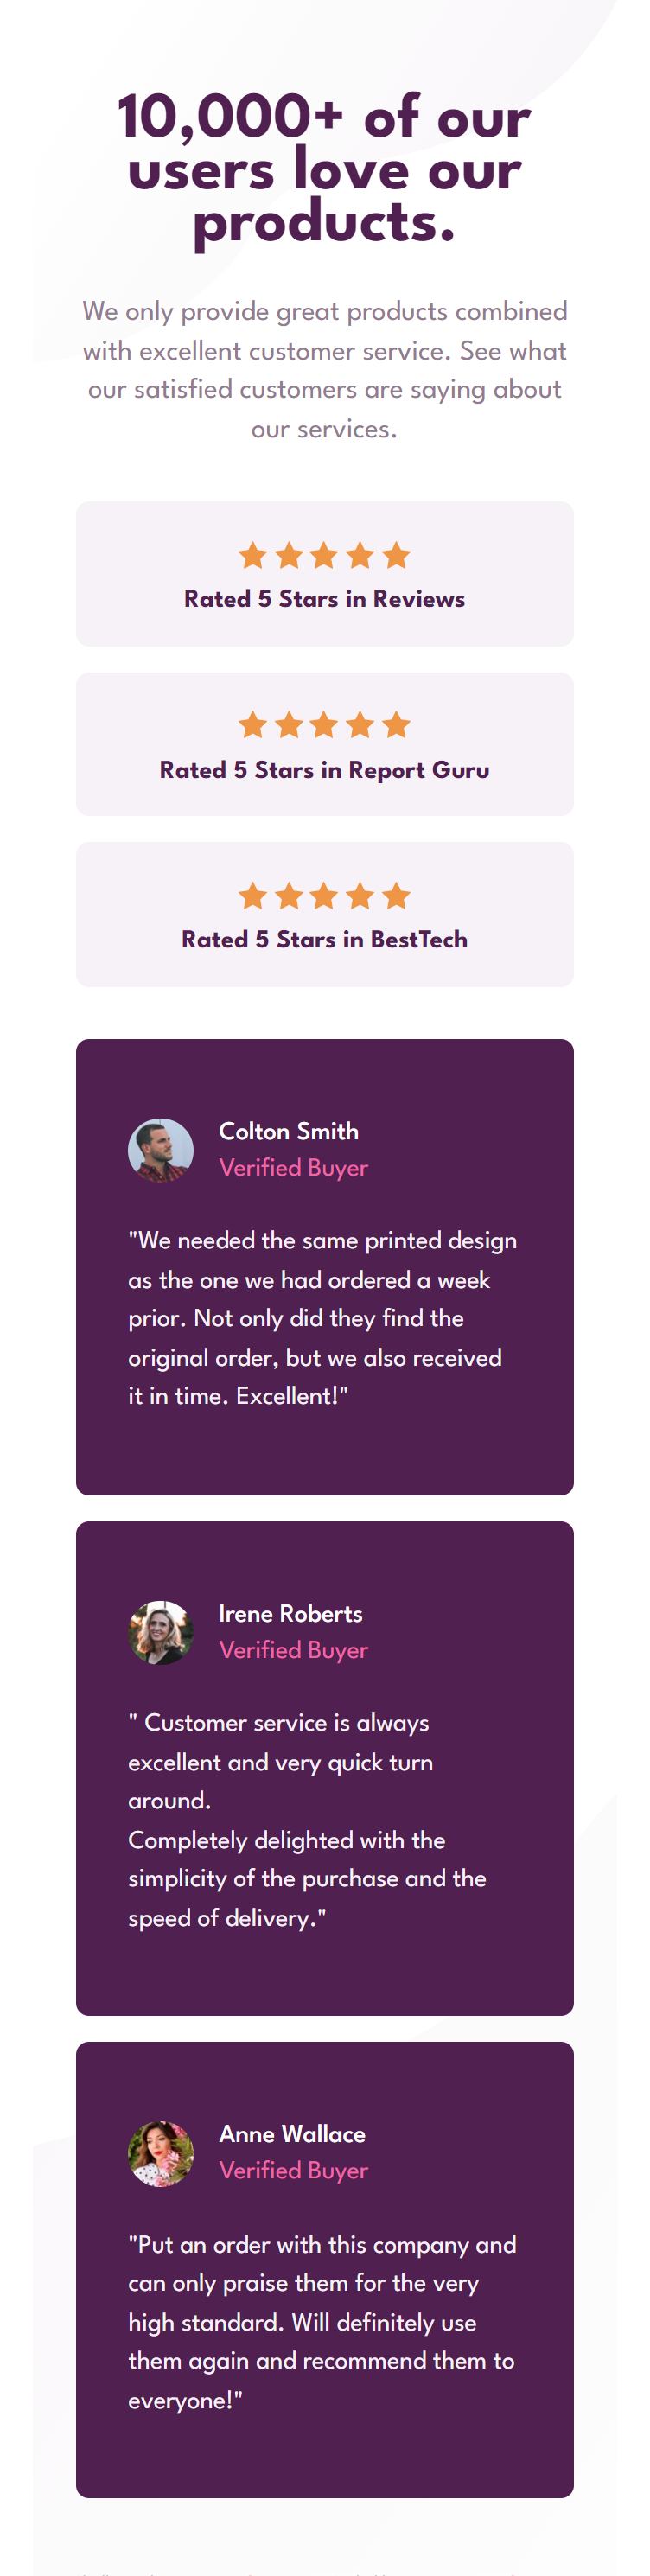 10,000+ of our
users love our
products.
We only provide great products combined
with excellent customer service. See what
our satisfied customers are saying about
our services.
Rated 5 Stars in Reviews
Rated 5 Stars in Report Guru
Rated 5 Stars in BestTech
Colton Smith
Verified Buyer
"We needed the same printed design
as the one we had ordered a week
prior. Not only did they find the
original order, but we also received
it in time. Excellent!"
Irene Roberts
Verified Buyer
" Customer service is always
excellent and very quick turn
around.
Completely delighted with the
simplicity of the purchase and the
speed of delivery."
Anne Wallace
Verified Buyer
"Put an order with this company and
can only praise them for the very
high standard. Will definitely use
them again and recommend them to
everyone!"